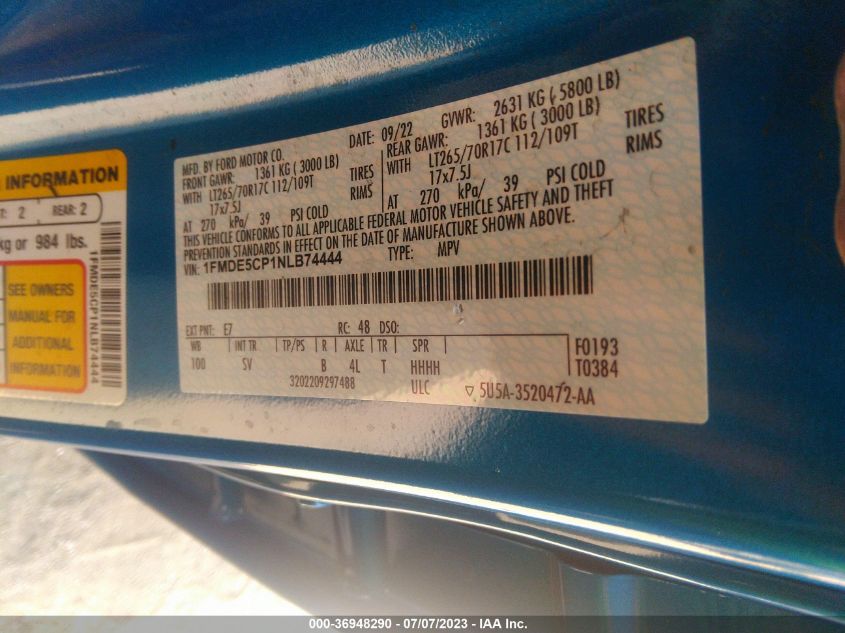 INFORMATION
2 REAR: 2
kg or 984 lbs.
SEE OWNERS
MANUAL FOR
ADDITIONAL
INFORMATION
1FMDE5CP1NLB74444
MFG. BY FORD MOTOR CO. DATE: 09/22 GVWR: 2631 KG ( 5800 LB)
FRONT GAWR: 1361 KG ( 3000 LB) REAR GAWR: 1361 KG ( 3000 LB)
WITH LT265/70R17C 112/109T TIRES WITH LT265/70R17C 112/109T TIRES
17x7.5J RIMS 17x7.5J RIMS
AT 270 kPa/ 39 PSI COLD AT 270 kPa/ 39 PSI COLD
THIS VEHICLE CONFORMS TO ALL APPLICABLE FEDERAL MOTOR VEHICLE SAFETY AND THEFT
PREVENTION STANDARDS IN EFFECT ON THE DATE OF MANUFACTURE SHOWN ABOVE.
VIN: 1FMDE5CP1NLB74444 TYPE: MPV
EXT PNT: E7 RC: 48 DSO:
WB INT TR TP/PS R AXLE TR SPR F0193
100 SV B 4L T HHHH T0384
3202209297488 ULC ▽ 5U5A-3520472-AA
000-36948290 - 07/07/2023 - IAA Inc.